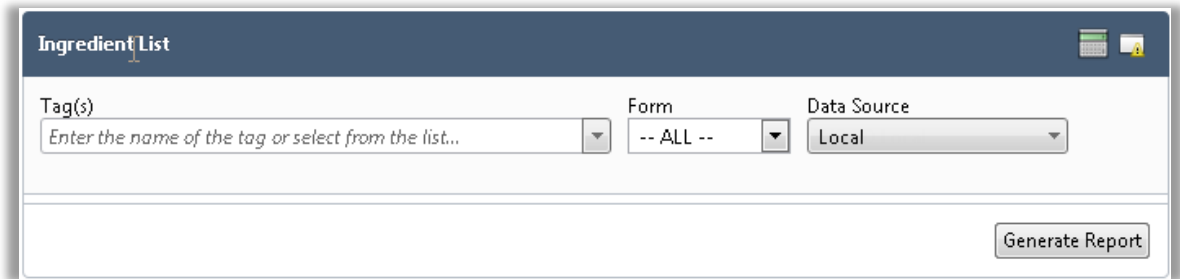 Ingredient List
Tag(s) Form Data Source
Enter the name of the tag or select from the list... -- ALL -- Local
Generate Report